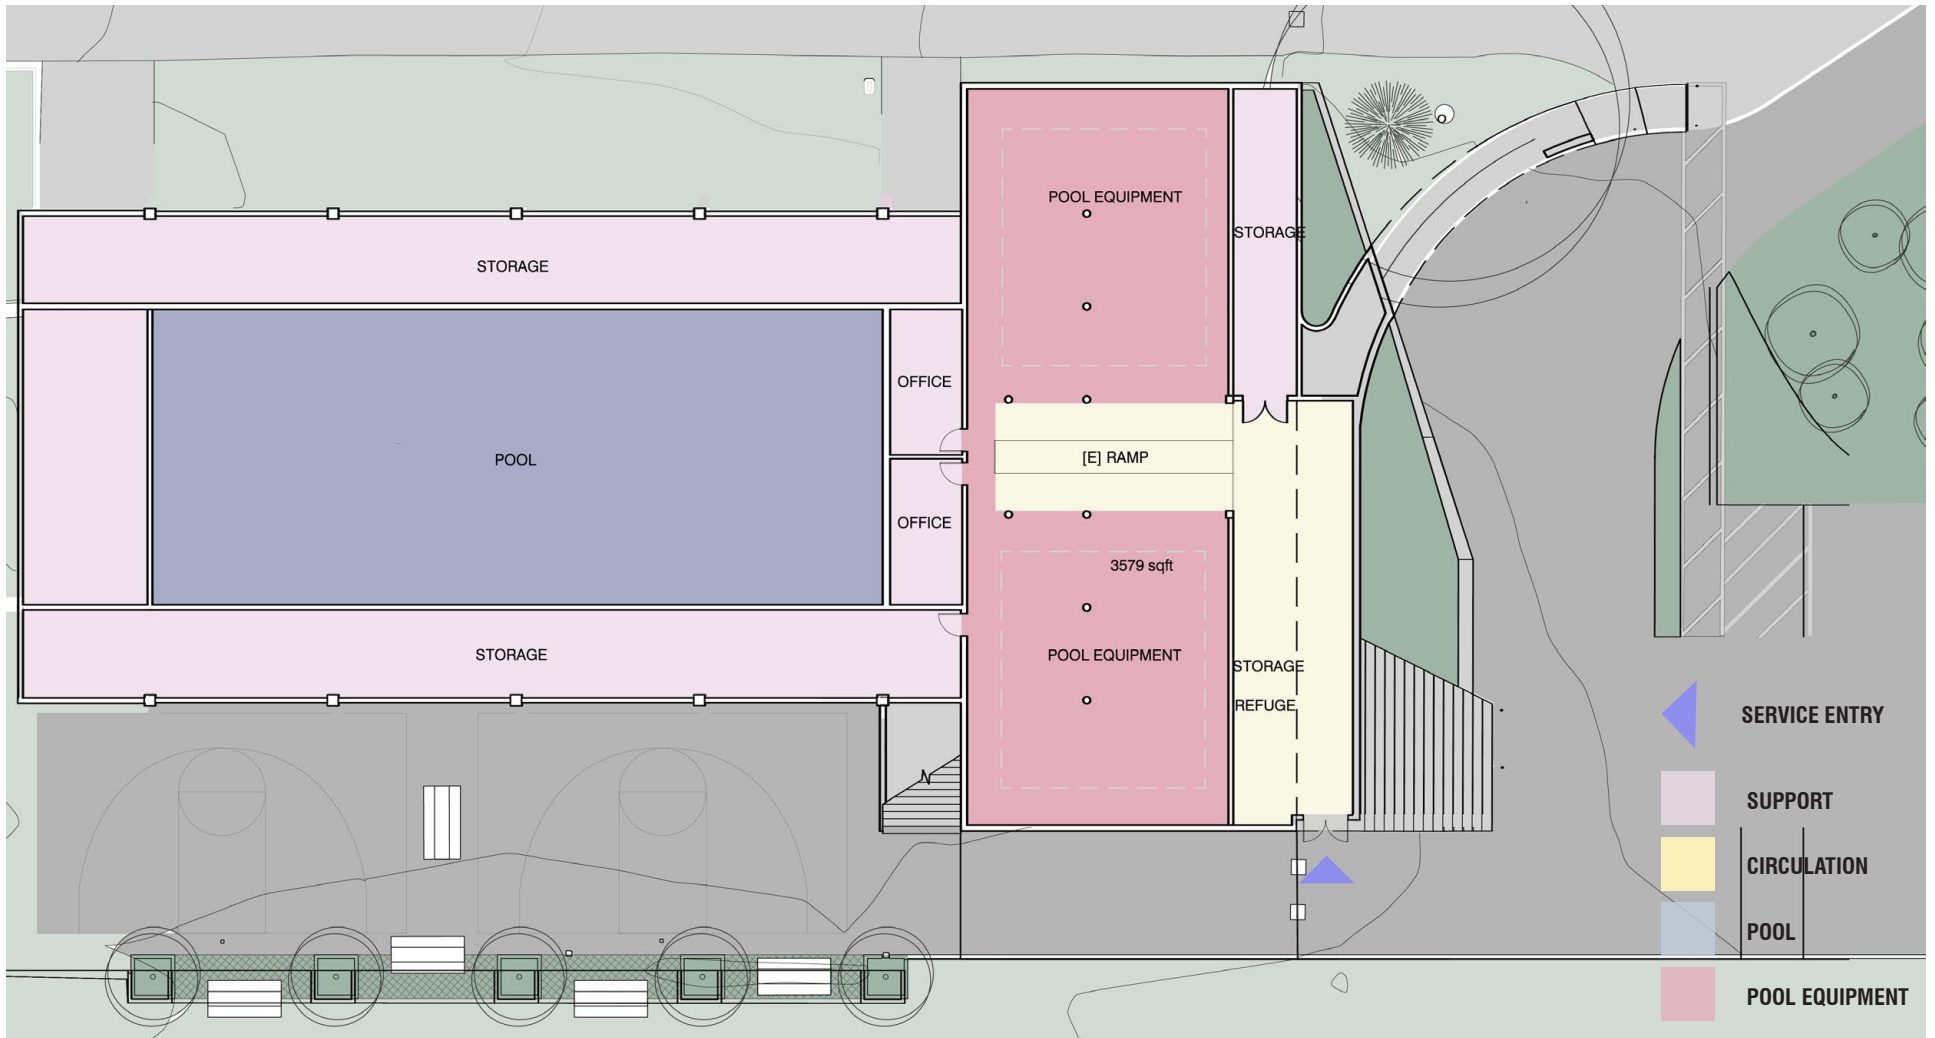 POOL EQUIPMENT
STORAGE
STORAGE
OFFICE
POOL
[E] RAMP
OFFICE
3579 sqft
STORAGE
POOL EQUIPMENT
STORAGE
REFUGE
N
SERVICE ENTRY
SUPPORT
CIRCULATION
POOL
POOL EQUIPMENT